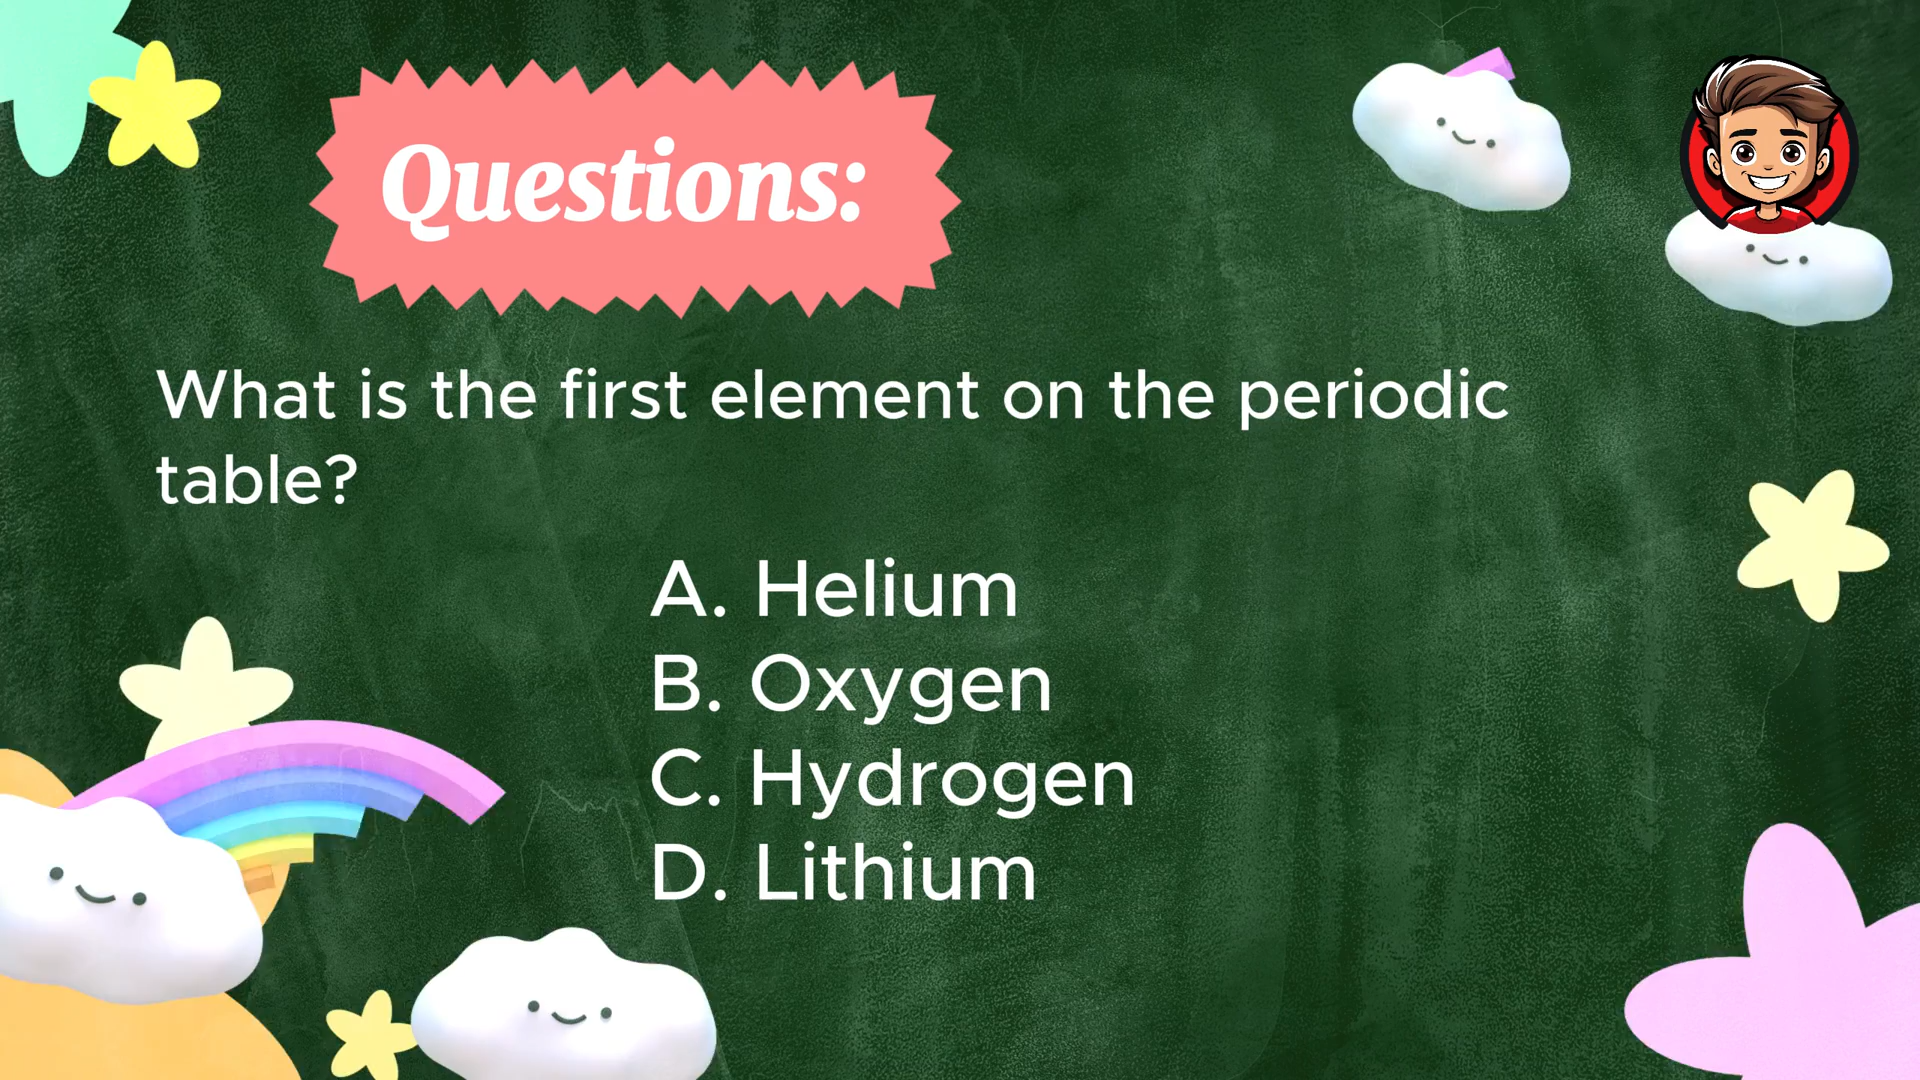 Questions:
What is the first element on the periodic
table?
A. Helium
B. Oxygen
C. Hydrogen
D. Lithium